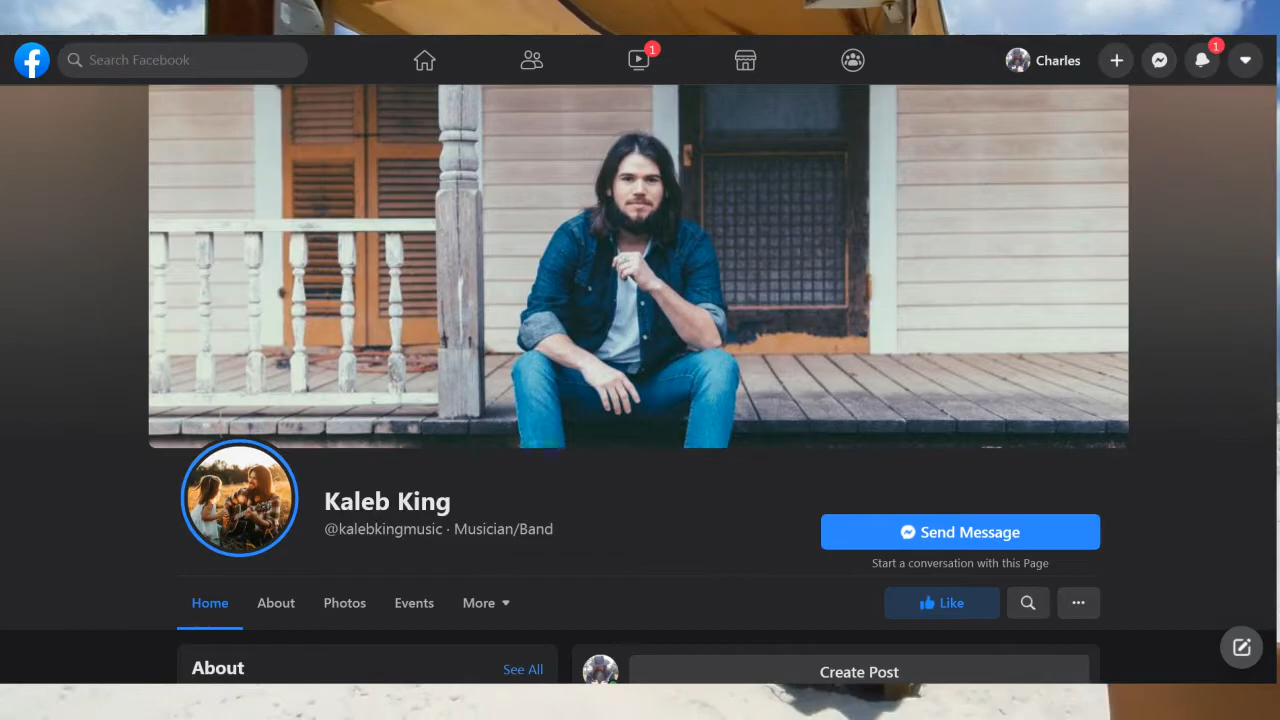 Search Facebook
1
Charles
1
Kaleb King
@kalebkingmusic · Musician/Band
Send Message
Start a conversation with this Page
Home About Photos Events More
Like
About
See All
Create Post